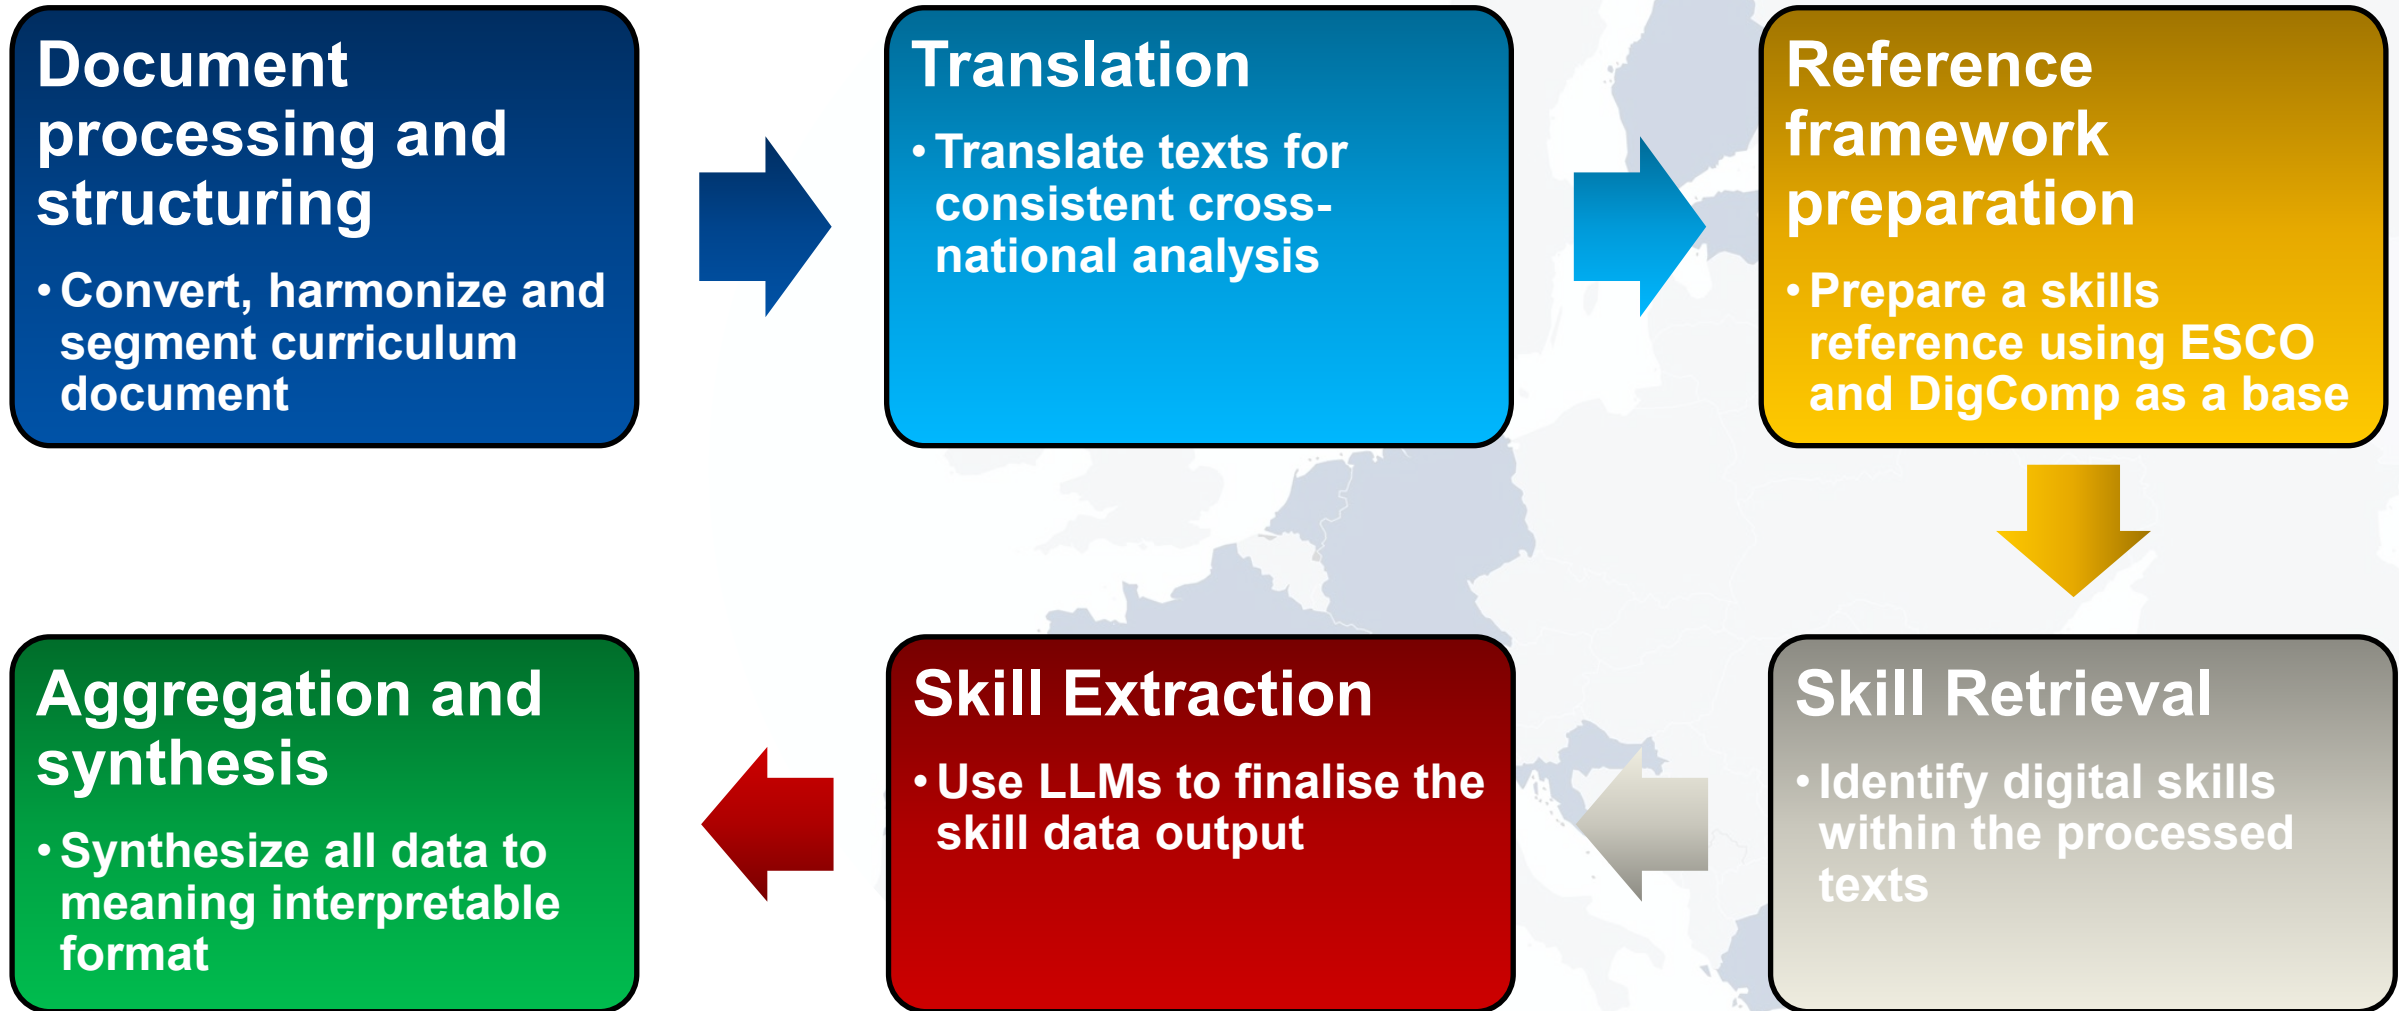 Document
processing and
structuring
• Convert, harmonize and
segment curriculum
document
Translation
• Translate texts for
consistent cross-
national analysis
Reference
framework
preparation
• Prepare a skills
reference using ESCO
and DigComp as a base
Skill Retrieval
• Identify digital skills
within the processed
texts
Skill Extraction
• Use LLMs to finalise the
skill data output
Aggregation and
synthesis
• Synthesize all data to
meaning interpretable
format